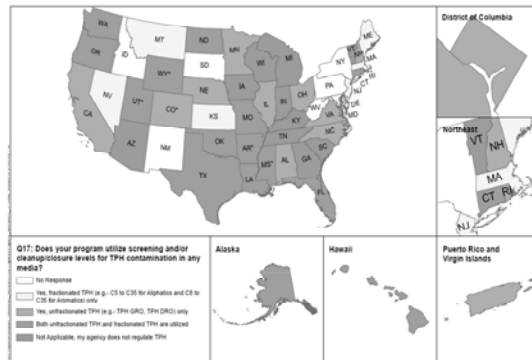 WA
MT
ND
MN
ME
OR
ID
SD
WI
MI
NY
VT
NH
MA
CT
RI
WY*
NE
IA
PA
NJ
NV
UT*
CO*
KS
MO
IL
IN
OH
WV
VA
DE
MD
KY
CA
AZ
NM
OK
AR*
TN
NC
SC
TX
LA
MS*
AL
GA
FL
District of Columbia
Northeast
VT
NH
MA
CT
RI
NJ
Q17: Does your program utilize screening and/or
cleanup/closure levels for TPH contamination in any
media?
No Response
Yes, fractionated TPH (e.g.- C5 to C35 for Aliphatics and C8 to
C35 for Aromatics) only
Yes, unfractionated TPH (e.g.- TPH GRO, TPH DRO) only
Both unfractionated TPH and fractionated TPH are utilized
Not Applicable, my agency does not regulate TPH
Alaska
Hawaii
Puerto Rico and
Virgin Islands